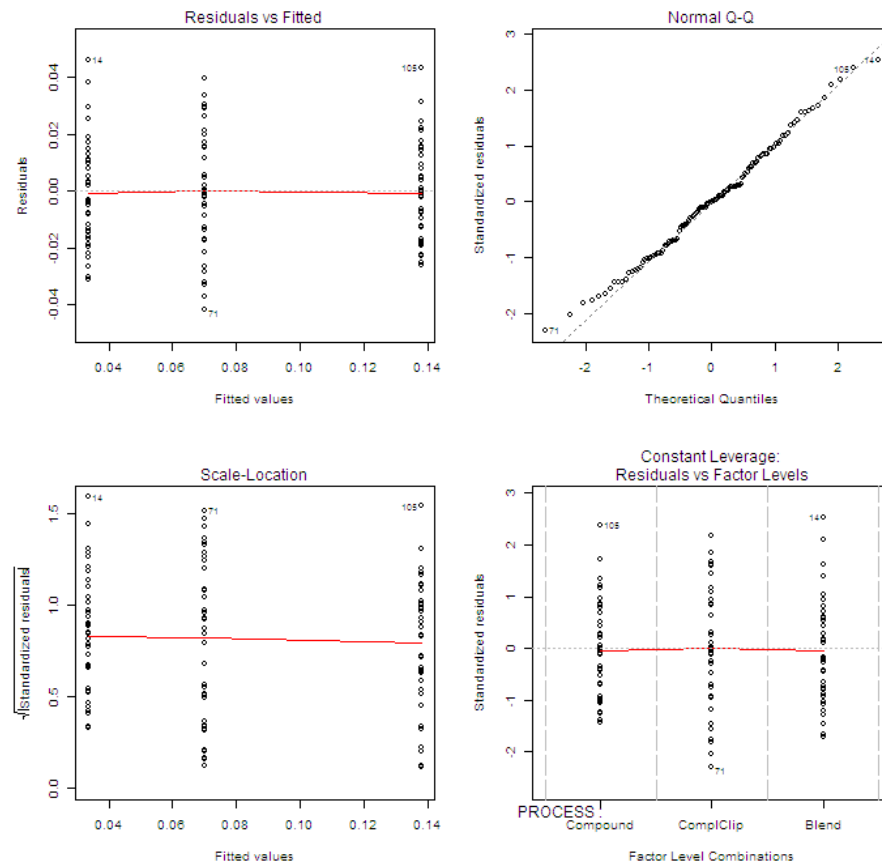 Residuals vs Fitted
Residuals
-0.04 -0.02 0.00 0.02 0.04
14
105
71
0.04 0.06 0.08 0.10 0.12 0.14
Fitted values
Normal Q-Q
Standardized residuals
-2 -1 0 1 2 3
105
14
71
-2 -1 0 1 2
Theoretical Quantiles
Scale-Location
√|Standardized residuals|
0.0 0.5 1.0 1.5
14
71
105
0.04 0.06 0.08 0.10 0.12 0.14
Fitted values
Constant Leverage:
Residuals vs Factor Levels
Standardized residuals
-2 -1 0 1 2 3
105
14
71
PROCESS :
Compound ComplClip Blend
Factor Level Combinations